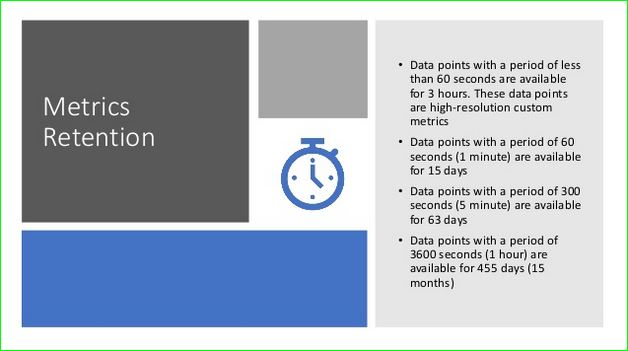 Metrics
Retention
• Data points with a period of less
than 60 seconds are available
for 3 hours. These data points
are high-resolution custom
metrics
• Data points with a period of 60
seconds (1 minute) are available
for 15 days
• Data points with a period of 300
seconds (5 minute) are available
for 63 days
• Data points with a period of
3600 seconds (1 hour) are
available for 455 days (15
months)